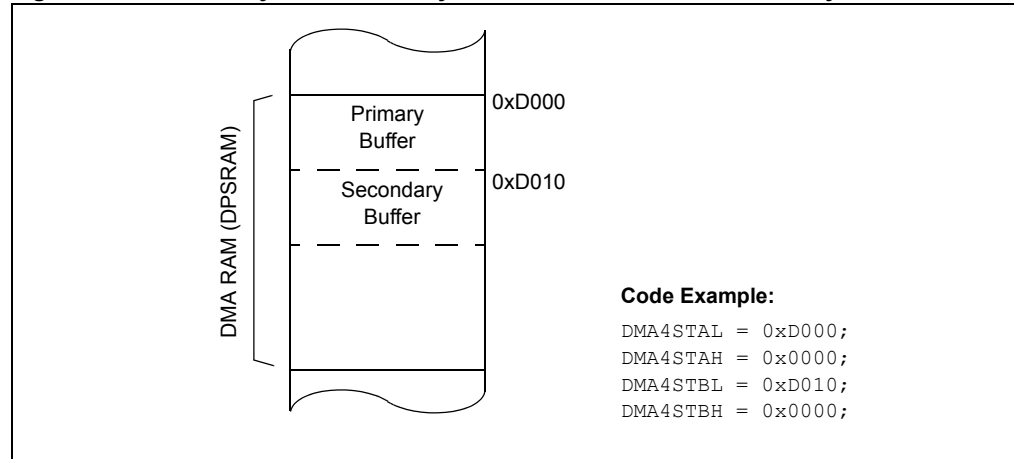 0xD000
Primary
Buffer
0xD010
Secondary
Buffer
DMA RAM (DPSRAM)
Code Example:
DMA4STAL = 0xD000;
DMA4STAH = 0x0000;
DMA4STBL = 0xD010;
DMA4STBH = 0x0000;